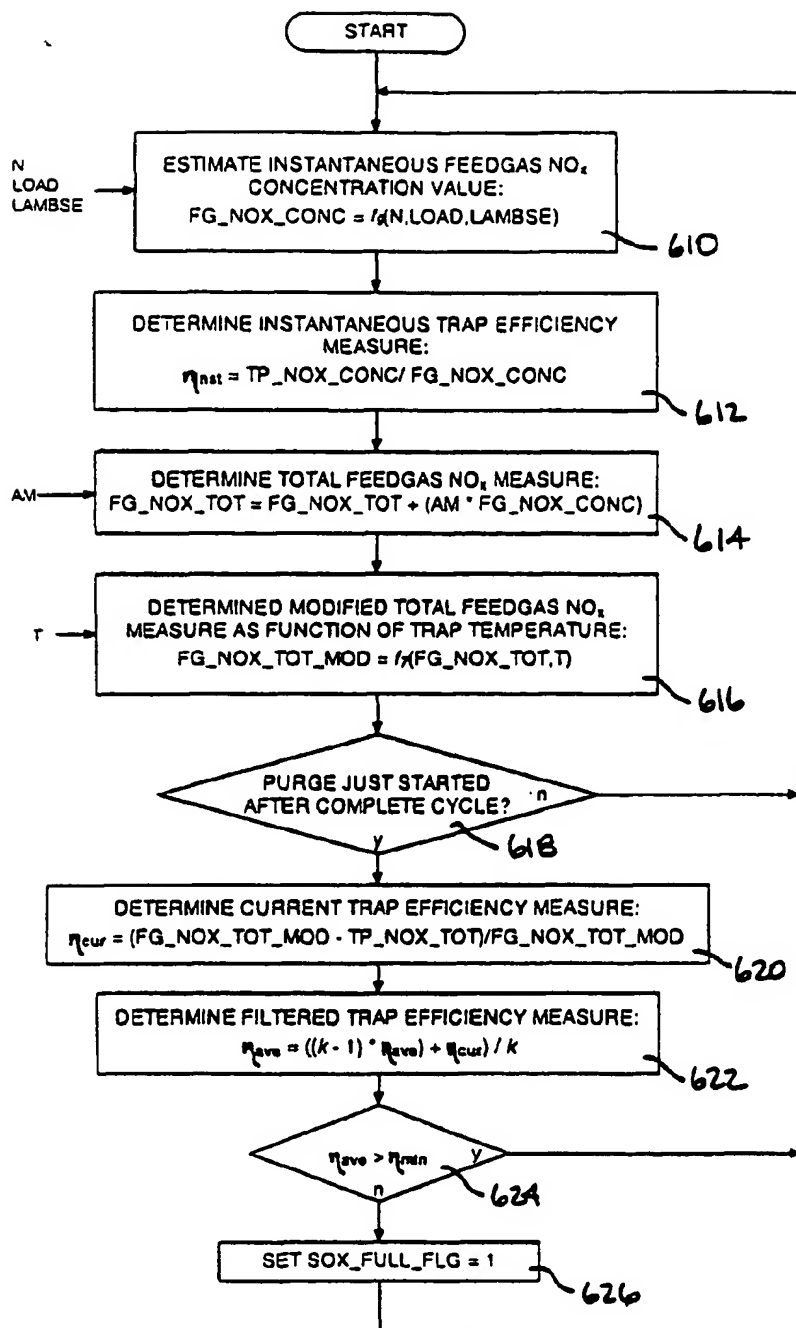 START
N
LOAD
LAMBSE
ESTIMATE INSTANTANEOUS FEEDGAS NOx
CONCENTRATION VALUE:
FG_NOX_CONC = f6(N,LOAD,LAMBSE)
610
DETERMINE INSTANTANEOUS TRAP EFFICIENCY
MEASURE:
ηinst = TP_NOX_CONC/ FG_NOX_CONC
612
AM
DETERMINE TOTAL FEEDGAS NOx MEASURE:
FG_NOX_TOT = FG_NOX_TOT + (AM * FG_NOX_CONC)
614
T
DETERMINED MODIFIED TOTAL FEEDGAS NOx
MEASURE AS FUNCTION OF TRAP TEMPERATURE:
FG_NOX_TOT_MOD = f7(FG_NOX_TOT,T)
616
PURGE JUST STARTED
AFTER COMPLETE CYCLE?
n
y
618
DETERMINE CURRENT TRAP EFFICIENCY MEASURE:
ηcur = (FG_NOX_TOT_MOD - TP_NOX_TOT)/FG_NOX_TOT_MOD
620
DETERMINE FILTERED TRAP EFFICIENCY MEASURE:
ηave = ((k - 1) * ηave) + ηcur) / k
622
ηave > ηmin
y
n
624
SET SOX_FULL_FLG = 1
626